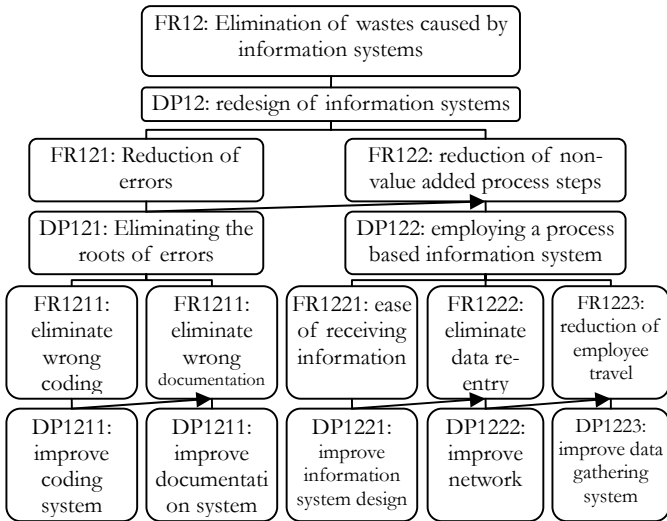 FR12: Elimination of wastes caused by
information systems
DP12: redesign of information systems
FR121: Reduction of
errors
FR122: reduction of non-
value added process steps
DP121: Eliminating the
roots of errors
DP122: employing a process
based information system
FR1211:
eliminate
wrong
coding
FR1211:
eliminate
wrong
documentation
FR1221: ease
of receiving
information
FR1222:
eliminate
data re-
entry
FR1223:
reduction of
employee
travel
DP1211:
improve
coding
system
DP1211:
improve
documentati
on system
DP1221:
improve
information
system design
DP1222:
improve
network
DP1223:
improve data
gathering
system